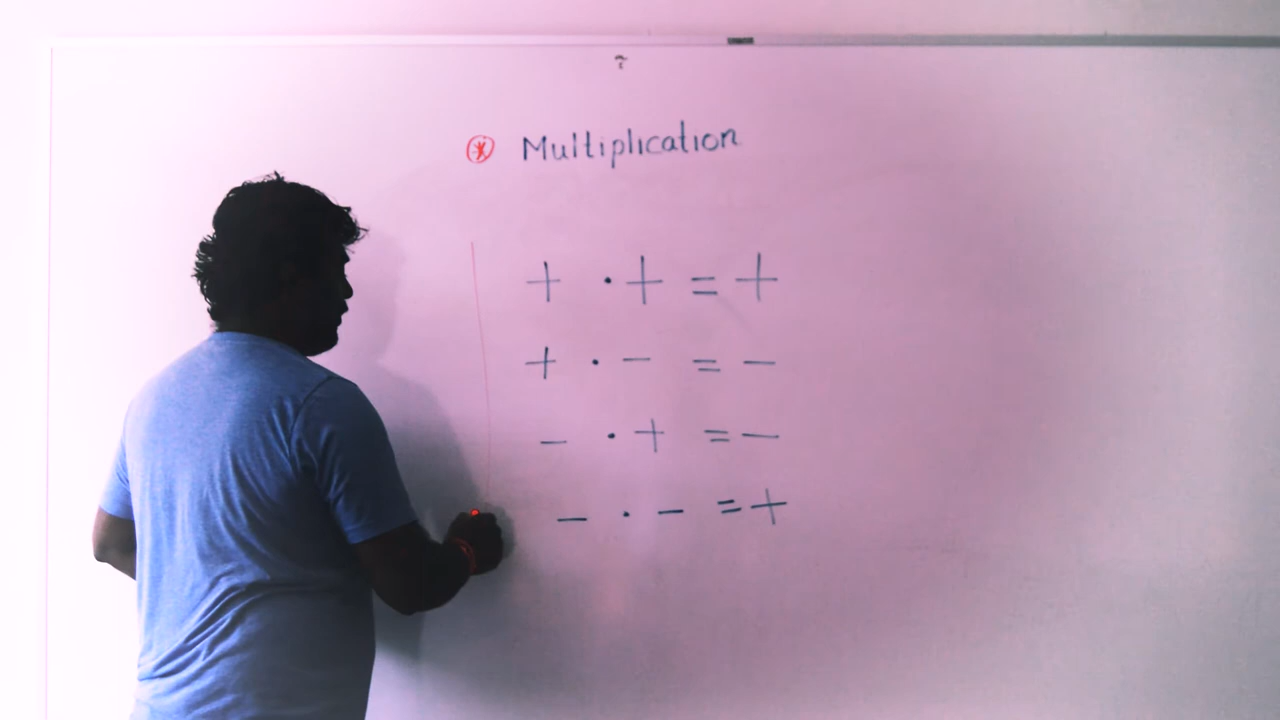 ⊛ Multiplication
+ · + = +
+ · − = −
− · + = −
− · − = +